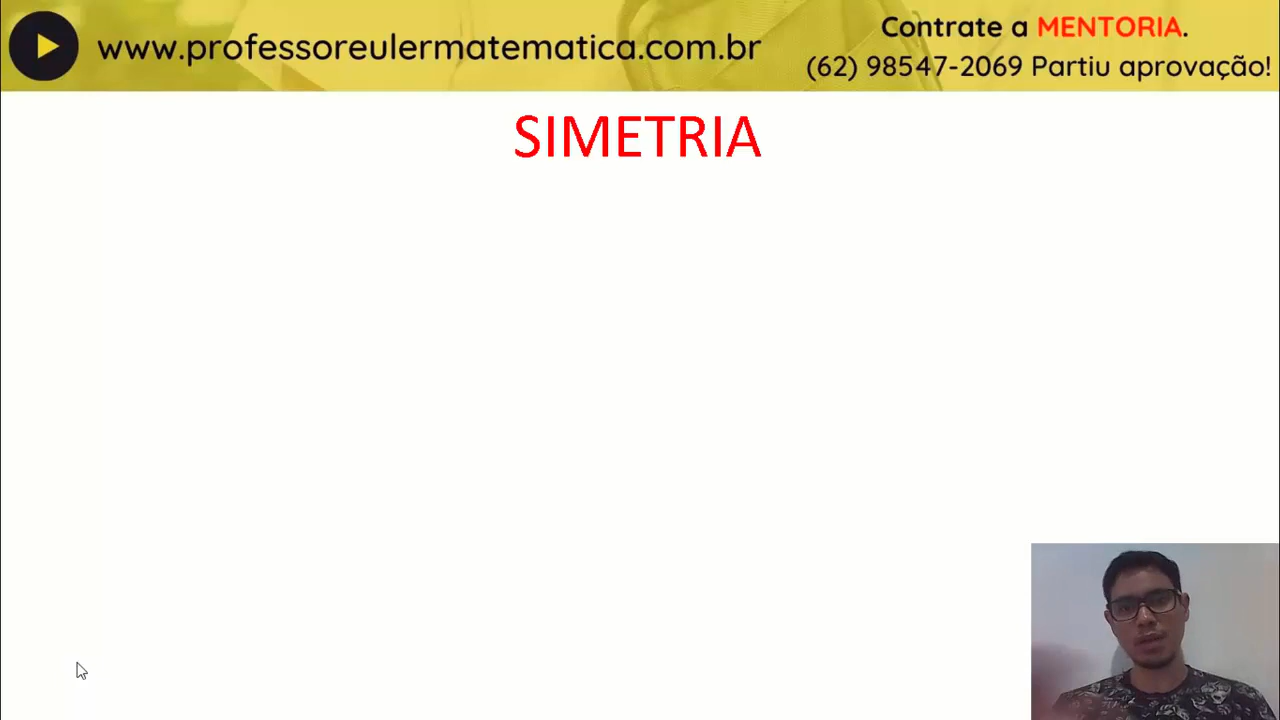 www.professoreulermatematica.com.br
Contrate a MENTORIA.
(62) 98547-2069 Partiu aprovação!
SIMETRIA